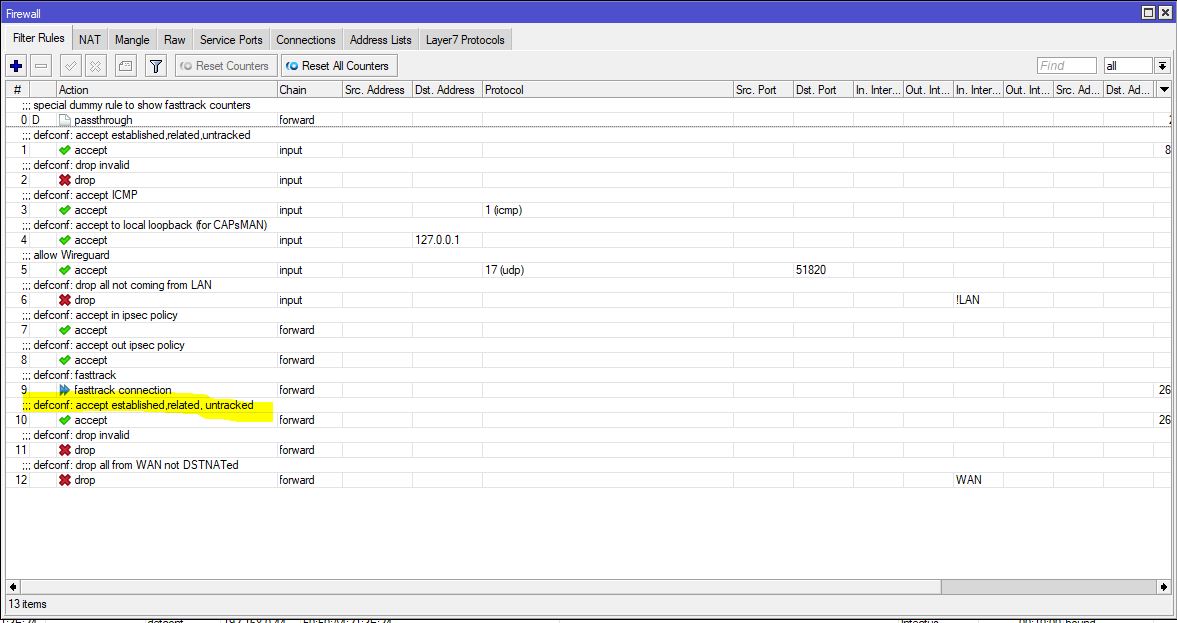 Firewall
Filter Rules NAT Mangle Raw Service Ports Connections Address Lists Layer7 Protocols
Reset Counters Reset All Counters Find all
# Action Chain Src. Address Dst. Address Protocol Src. Port Dst. Port In. Inter... Out. Int... In. Inter... Out. Int... Src. Ad... Dst. Ad...
;;; special dummy rule to show fasttrack counters
0 D passthrough forward
;;; defconf: accept established,related,untracked
1 accept input 8
;;; defconf: drop invalid
2 drop input
;;; defconf: accept ICMP
3 accept input 1 (icmp)
;;; defconf: accept to local loopback (for CAPsMAN)
4 accept input 127.0.0.1
;;; allow Wireguard
5 accept input 17 (udp) 51820
;;; defconf: drop all not coming from LAN
6 drop input !LAN
;;; defconf: accept in ipsec policy
7 accept forward
;;; defconf: accept out ipsec policy
8 accept forward
;;; defconf: fasttrack
9 fasttrack connection forward 26
;;; defconf: accept established,related, untracked
10 accept forward 26
;;; defconf: drop invalid
11 drop forward
;;; defconf: drop all from WAN not DSTNATed
12 drop forward WAN
13 items